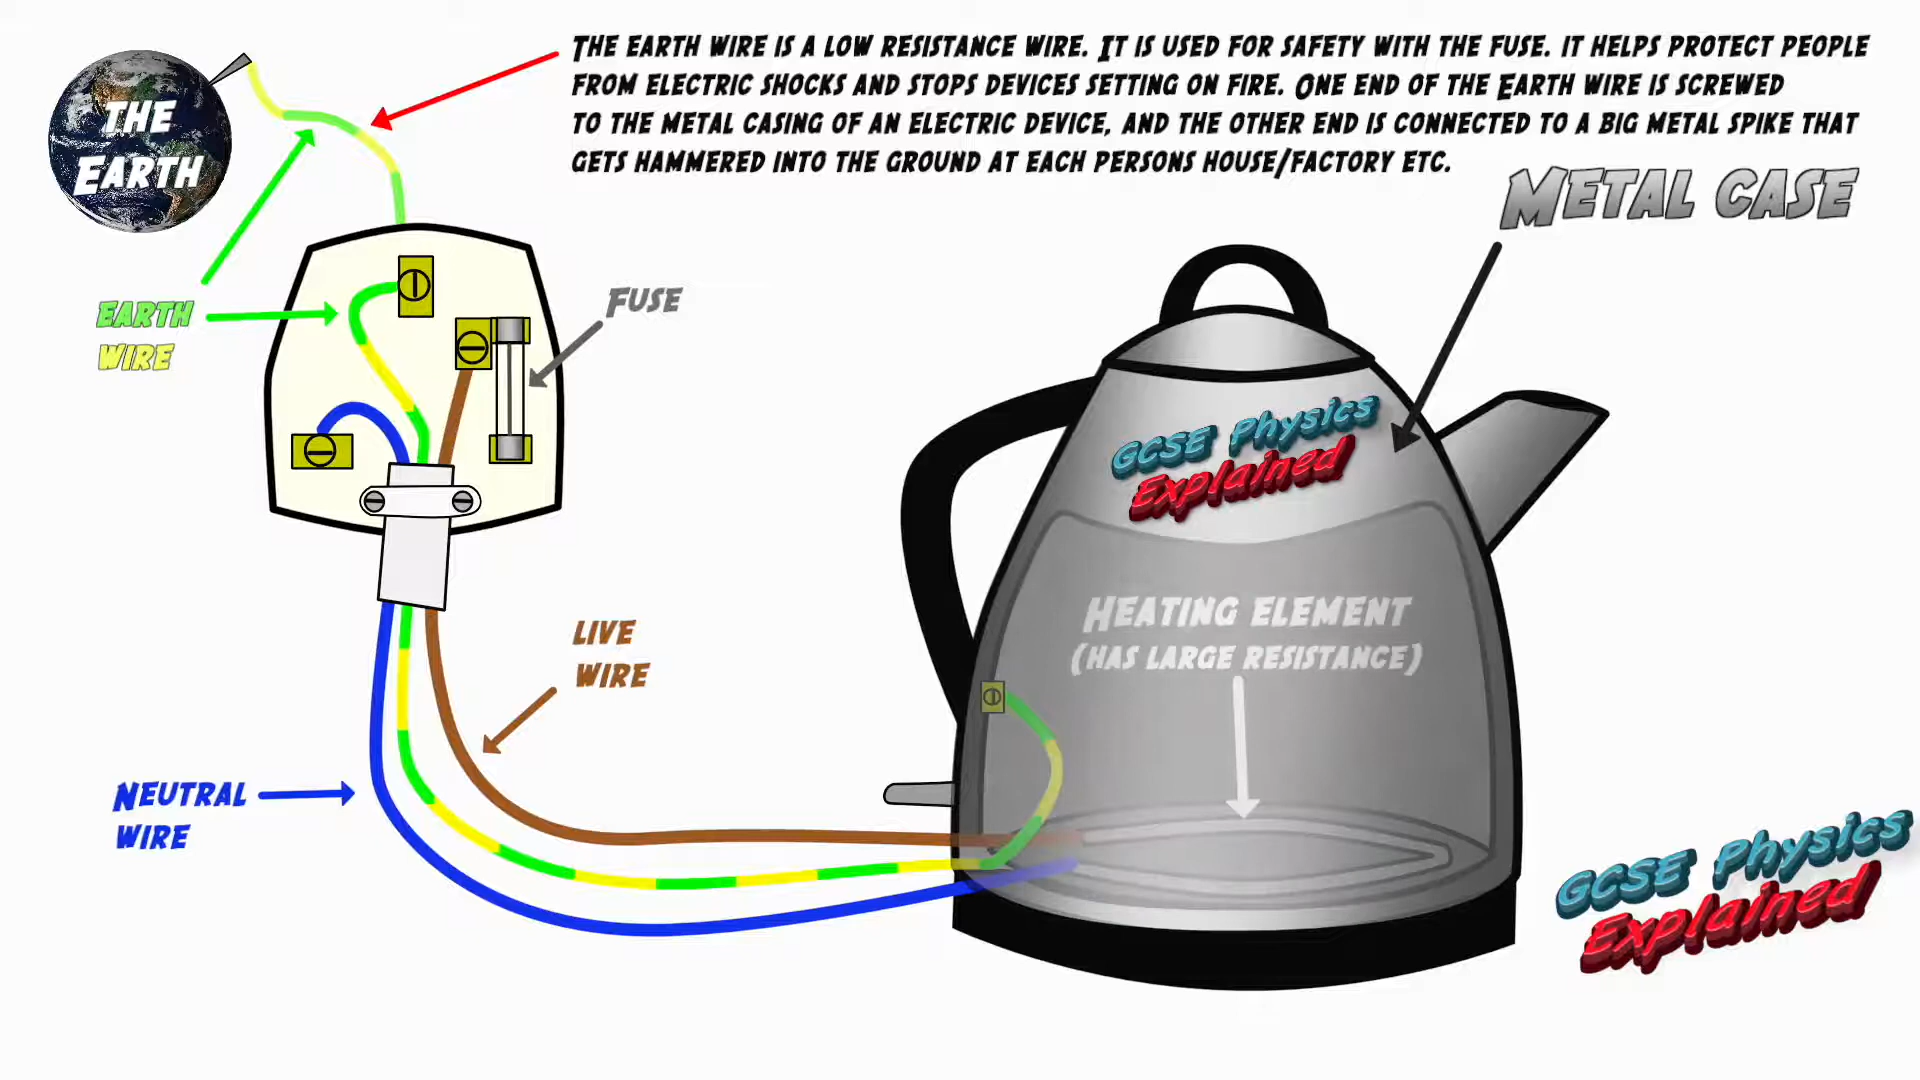 THE EARTH WIRE IS A LOW RESISTANCE WIRE. IT IS USED FOR SAFETY WITH THE FUSE. IT HELPS PROTECT PEOPLE
FROM ELECTRIC SHOCKS AND STOPS DEVICES SETTING ON FIRE. ONE END OF THE EARTH WIRE IS SCREWED
TO THE METAL CASING OF AN ELECTRIC DEVICE, AND THE OTHER END IS CONNECTED TO A BIG METAL SPIKE THAT
GETS HAMMERED INTO THE GROUND AT EACH PERSONS HOUSE/FACTORY ETC.
THE
EARTH
METAL CASE
EARTH
WIRE
FUSE
GCSE Physics
Explained
HEATING ELEMENT
(HAS LARGE RESISTANCE)
LIVE
WIRE
NEUTRAL
WIRE
GCSE Physics
Explained